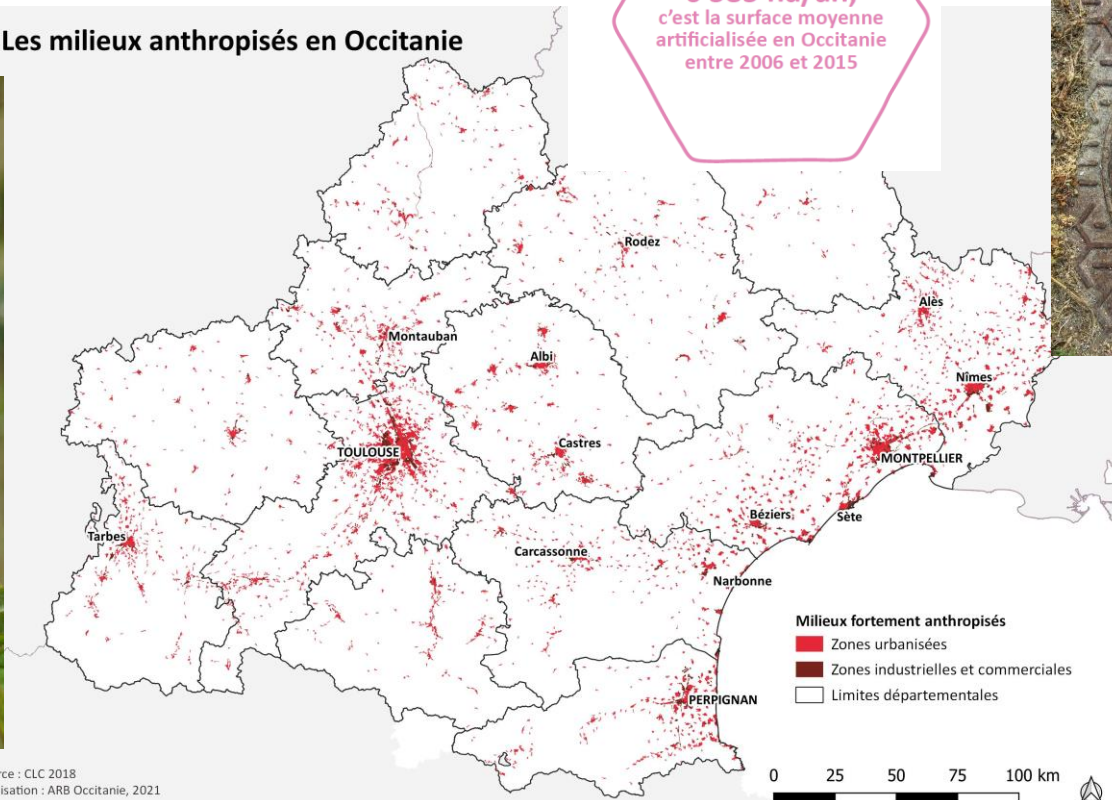 Les milieux anthropisés en Occitanie
c'est la surface moyenne
artificialisée en Occitanie
entre 2006 et 2015
Rodez
Alès
Montauban
Albi
Nîmes
Castres
TOULOUSE
MONTPELLIER
Béziers
Sète
Tarbes
Carcassonne
Narbonne
Milieux fortement anthropisés
Zones urbanisées
Zones industrielles et commerciales
Limites départementales
PERPIGNAN
: CLC 2018
: ARB Occitanie, 2021
0 25 50 75 100 km